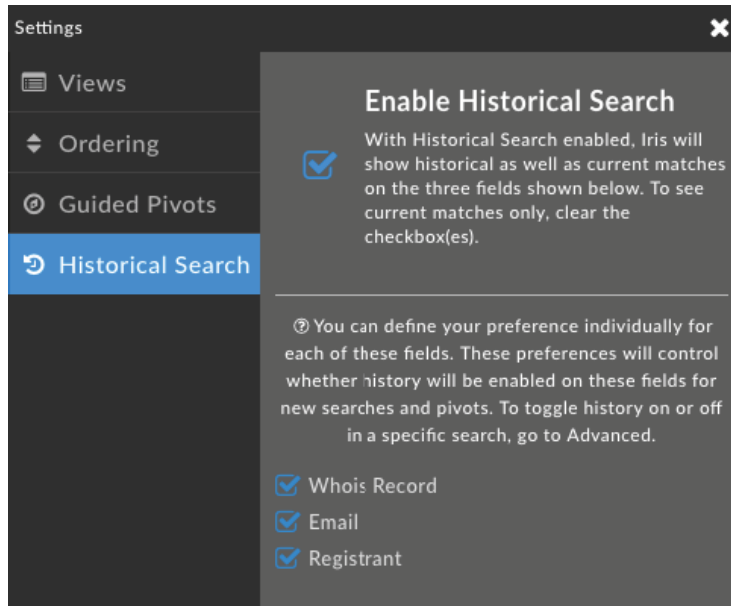 Settings
Views
Ordering
Guided Pivots
Historical Search
Enable Historical Search
With Historical Search enabled, Iris will
show historical as well as current matches
on the three fields shown below. To see
current matches only, clear the
checkbox(es).
You can define your preference individually for
each of these fields. These preferences will control
whether history will be enabled on these fields for
new searches and pivots. To toggle history on or off
in a specific search, go to Advanced.
Whois Record
Email
Registrant